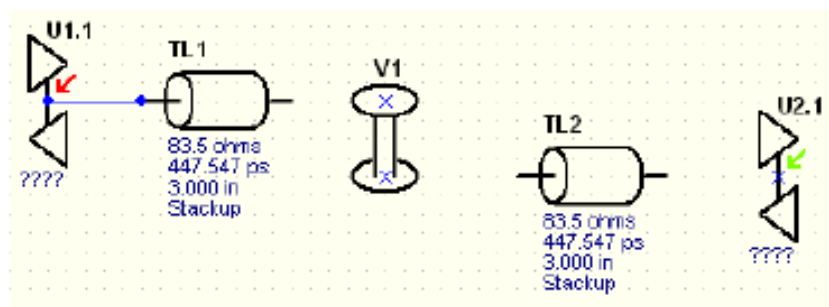 U1.1
TL1
V1
U2.1
TL2
83.5 ohms
447.547 ps
3.000 in
Stackup
????
83.5 ohms
447.547 ps
3.000 in
Stackup
????